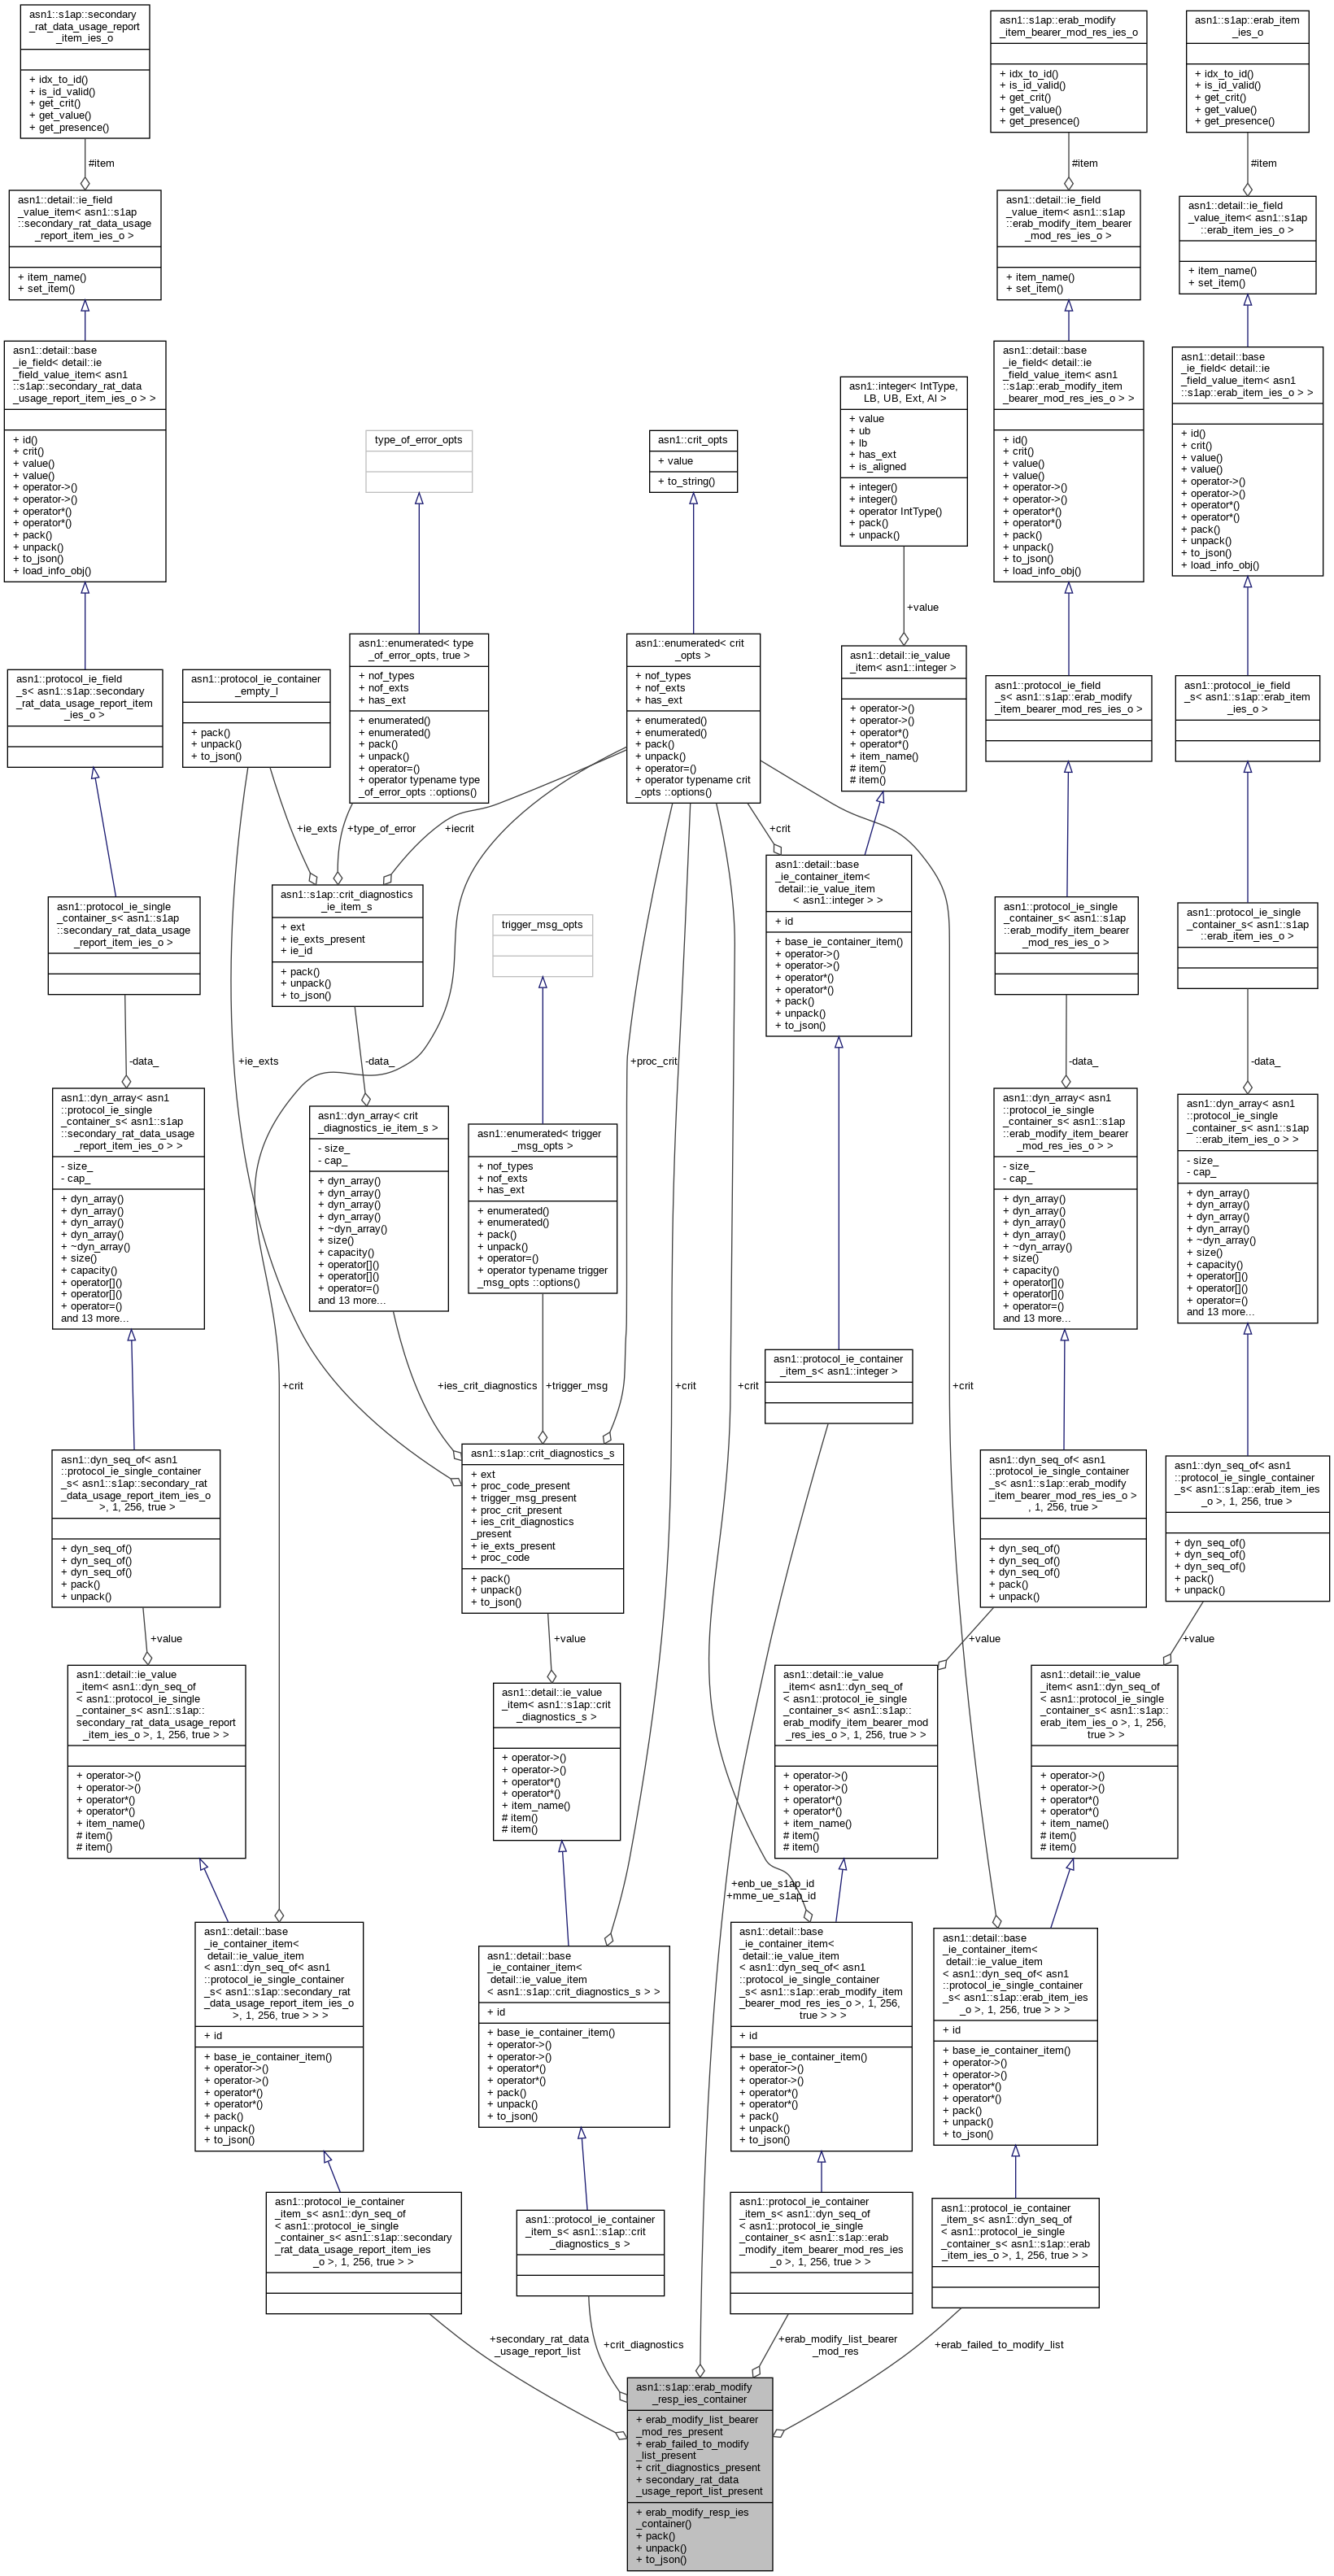 asn1::s1ap::secondary
_rat_data_usage_report
_item_ies_o
+ idx_to_id()
+ is_id_valid()
+ get_crit()
+ get_value()
+ get_presence()
#item
asn1::detail::ie_field
_value_item< asn1::s1ap
::secondary_rat_data_usage
_report_item_ies_o >
+ item_name()
+ set_item()
asn1::detail::base
_ie_field< detail::ie
_field_value_item< asn1
::s1ap::secondary_rat_data
_usage_report_item_ies_o > >
+ id()
+ crit()
+ value()
+ value()
+ operator->()
+ operator->()
+ operator*()
+ operator*()
+ pack()
+ unpack()
+ to_json()
+ load_info_obj()
asn1::protocol_ie_field
_s< asn1::s1ap::secondary
_rat_data_usage_report_item
_ies_o >
asn1::protocol_ie_single
_container_s< asn1::s1ap
::secondary_rat_data_usage
_report_item_ies_o >
-data_
asn1::dyn_array< asn1
::protocol_ie_single
_container_s< asn1::s1ap
::secondary_rat_data_usage
_report_item_ies_o > >
- size_
- cap_
+ dyn_array()
+ dyn_array()
+ dyn_array()
+ dyn_array()
+ ~dyn_array()
+ size()
+ capacity()
+ operator[]()
+ operator[]()
+ operator=()
and 13 more...
asn1::dyn_seq_of< asn1
::protocol_ie_single_container
_s< asn1::s1ap::secondary_rat
_data_usage_report_item_ies_o
>, 1, 256, true >
+ dyn_seq_of()
+ dyn_seq_of()
+ dyn_seq_of()
+ pack()
+ unpack()
+value
asn1::detail::ie_value
_item< asn1::dyn_seq_of
< asn1::protocol_ie_single
_container_s< asn1::s1ap::
secondary_rat_data_usage_report
_item_ies_o >, 1, 256, true > >
+ operator->()
+ operator->()
+ operator*()
+ operator*()
+ item_name()
# item()
# item()
asn1::detail::base
_ie_container_item<
detail::ie_value_item
< asn1::dyn_seq_of< asn1
::protocol_ie_single_container
_s< asn1::s1ap::secondary_rat
_data_usage_report_item_ies_o
>, 1, 256, true > > >
+ id
+ base_ie_container_item()
+ operator->()
+ operator->()
+ operator*()
+ operator*()
+ pack()
+ unpack()
+ to_json()
asn1::protocol_ie_container
_item_s< asn1::dyn_seq_of
< asn1::protocol_ie_single
_container_s< asn1::s1ap::secondary
_rat_data_usage_report_item_ies
_o >, 1, 256, true > >
+secondary_rat_data
_usage_report_list
asn1::protocol_ie_container
_empty_l
+ pack()
+ unpack()
+ to_json()
+ie_exts
+ie_exts
type_of_error_opts
asn1::enumerated< type
_of_error_opts, true >
+ nof_types
+ nof_exts
+ has_ext
+ enumerated()
+ enumerated()
+ pack()
+ unpack()
+ operator=()
+ operator typename type
_of_error_opts ::options()
+type_of_error
asn1::crit_opts
+ value
+ to_string()
asn1::enumerated< crit
_opts >
+ nof_types
+ nof_exts
+ has_ext
+ enumerated()
+ enumerated()
+ pack()
+ unpack()
+ operator=()
+ operator typename crit
_opts ::options()
+iecrit
+proc_crit
+crit
+crit
+crit
+crit
+crit
asn1::s1ap::crit_diagnostics
_ie_item_s
+ ext
+ ie_exts_present
+ ie_id
+ pack()
+ unpack()
+ to_json()
-data_
asn1::dyn_array< crit
_diagnostics_ie_item_s >
- size_
- cap_
+ dyn_array()
+ dyn_array()
+ dyn_array()
+ dyn_array()
+ ~dyn_array()
+ size()
+ capacity()
+ operator[]()
+ operator[]()
+ operator=()
and 13 more...
+ies_crit_diagnostics
trigger_msg_opts
asn1::enumerated< trigger
_msg_opts >
+ nof_types
+ nof_exts
+ has_ext
+ enumerated()
+ enumerated()
+ pack()
+ unpack()
+ operator=()
+ operator typename trigger
_msg_opts ::options()
+trigger_msg
asn1::s1ap::crit_diagnostics_s
+ ext
+ proc_code_present
+ trigger_msg_present
+ proc_crit_present
+ ies_crit_diagnostics
_present
+ ie_exts_present
+ proc_code
+ pack()
+ unpack()
+ to_json()
+value
asn1::detail::ie_value
_item< asn1::s1ap::crit
_diagnostics_s >
+ operator->()
+ operator->()
+ operator*()
+ operator*()
+ item_name()
# item()
# item()
asn1::detail::base
_ie_container_item<
detail::ie_value_item
< asn1::s1ap::crit_diagnostics_s > >
+ id
+ base_ie_container_item()
+ operator->()
+ operator->()
+ operator*()
+ operator*()
+ pack()
+ unpack()
+ to_json()
asn1::protocol_ie_container
_item_s< asn1::s1ap::crit
_diagnostics_s >
+crit_diagnostics
asn1::integer< IntType,
LB, UB, Ext, Al >
+ value
+ ub
+ lb
+ has_ext
+ is_aligned
+ integer()
+ integer()
+ operator IntType()
+ pack()
+ unpack()
+value
asn1::detail::ie_value
_item< asn1::integer >
+ operator->()
+ operator->()
+ operator*()
+ operator*()
+ item_name()
# item()
# item()
asn1::detail::base
_ie_container_item<
detail::ie_value_item
< asn1::integer > >
+ id
+ base_ie_container_item()
+ operator->()
+ operator->()
+ operator*()
+ operator*()
+ pack()
+ unpack()
+ to_json()
asn1::protocol_ie_container
_item_s< asn1::integer >
+enb_ue_s1ap_id
+mme_ue_s1ap_id
asn1::s1ap::erab_modify
_item_bearer_mod_res_ies_o
+ idx_to_id()
+ is_id_valid()
+ get_crit()
+ get_value()
+ get_presence()
#item
asn1::detail::ie_field
_value_item< asn1::s1ap
::erab_modify_item_bearer
_mod_res_ies_o >
+ item_name()
+ set_item()
asn1::detail::base
_ie_field< detail::ie
_field_value_item< asn1
::s1ap::erab_modify_item
_bearer_mod_res_ies_o > >
+ id()
+ crit()
+ value()
+ value()
+ operator->()
+ operator->()
+ operator*()
+ operator*()
+ pack()
+ unpack()
+ to_json()
+ load_info_obj()
asn1::protocol_ie_field
_s< asn1::s1ap::erab_modify
_item_bearer_mod_res_ies_o >
asn1::protocol_ie_single
_container_s< asn1::s1ap
::erab_modify_item_bearer
_mod_res_ies_o >
-data_
asn1::dyn_array< asn1
::protocol_ie_single
_container_s< asn1::s1ap
::erab_modify_item_bearer
_mod_res_ies_o > >
- size_
- cap_
+ dyn_array()
+ dyn_array()
+ dyn_array()
+ dyn_array()
+ ~dyn_array()
+ size()
+ capacity()
+ operator[]()
+ operator[]()
+ operator=()
and 13 more...
asn1::dyn_seq_of< asn1
::protocol_ie_single_container
_s< asn1::s1ap::erab_modify
_item_bearer_mod_res_ies_o >
, 1, 256, true >
+ dyn_seq_of()
+ dyn_seq_of()
+ dyn_seq_of()
+ pack()
+ unpack()
+value
asn1::detail::ie_value
_item< asn1::dyn_seq_of
< asn1::protocol_ie_single
_container_s< asn1::s1ap::
erab_modify_item_bearer_mod
_res_ies_o >, 1, 256, true > >
+ operator->()
+ operator->()
+ operator*()
+ operator*()
+ item_name()
# item()
# item()
asn1::detail::base
_ie_container_item<
detail::ie_value_item
< asn1::dyn_seq_of< asn1
::protocol_ie_single_container
_s< asn1::s1ap::erab_modify_item
_bearer_mod_res_ies_o >, 1, 256,
true > > >
+ id
+ base_ie_container_item()
+ operator->()
+ operator->()
+ operator*()
+ operator*()
+ pack()
+ unpack()
+ to_json()
asn1::protocol_ie_container
_item_s< asn1::dyn_seq_of
< asn1::protocol_ie_single
_container_s< asn1::s1ap::erab
_modify_item_bearer_mod_res_ies
_o >, 1, 256, true > >
+erab_modify_list_bearer
_mod_res
asn1::s1ap::erab_item
_ies_o
+ idx_to_id()
+ is_id_valid()
+ get_crit()
+ get_value()
+ get_presence()
#item
asn1::detail::ie_field
_value_item< asn1::s1ap
::erab_item_ies_o >
+ item_name()
+ set_item()
asn1::detail::base
_ie_field< detail::ie
_field_value_item< asn1
::s1ap::erab_item_ies_o > >
+ id()
+ crit()
+ value()
+ value()
+ operator->()
+ operator->()
+ operator*()
+ operator*()
+ pack()
+ unpack()
+ to_json()
+ load_info_obj()
asn1::protocol_ie_field
_s< asn1::s1ap::erab_item
_ies_o >
asn1::protocol_ie_single
_container_s< asn1::s1ap
::erab_item_ies_o >
-data_
asn1::dyn_array< asn1
::protocol_ie_single
_container_s< asn1::s1ap
::erab_item_ies_o > >
- size_
- cap_
+ dyn_array()
+ dyn_array()
+ dyn_array()
+ dyn_array()
+ ~dyn_array()
+ size()
+ capacity()
+ operator[]()
+ operator[]()
+ operator=()
and 13 more...
asn1::dyn_seq_of< asn1
::protocol_ie_single_container
_s< asn1::s1ap::erab_item_ies
_o >, 1, 256, true >
+ dyn_seq_of()
+ dyn_seq_of()
+ dyn_seq_of()
+ pack()
+ unpack()
+value
asn1::detail::ie_value
_item< asn1::dyn_seq_of
< asn1::protocol_ie_single
_container_s< asn1::s1ap::
erab_item_ies_o >, 1, 256,
true > >
+ operator->()
+ operator->()
+ operator*()
+ operator*()
+ item_name()
# item()
# item()
asn1::detail::base
_ie_container_item<
detail::ie_value_item
< asn1::dyn_seq_of< asn1
::protocol_ie_single_container
_s< asn1::s1ap::erab_item_ies
_o >, 1, 256, true > > >
+ id
+ base_ie_container_item()
+ operator->()
+ operator->()
+ operator*()
+ operator*()
+ pack()
+ unpack()
+ to_json()
asn1::protocol_ie_container
_item_s< asn1::dyn_seq_of
< asn1::protocol_ie_single
_container_s< asn1::s1ap::erab
_item_ies_o >, 1, 256, true > >
+erab_failed_to_modify_list
asn1::s1ap::erab_modify
_resp_ies_container
+ erab_modify_list_bearer
_mod_res_present
+ erab_failed_to_modify
_list_present
+ crit_diagnostics_present
+ secondary_rat_data
_usage_report_list_present
+ erab_modify_resp_ies
_container()
+ pack()
+ unpack()
+ to_json()